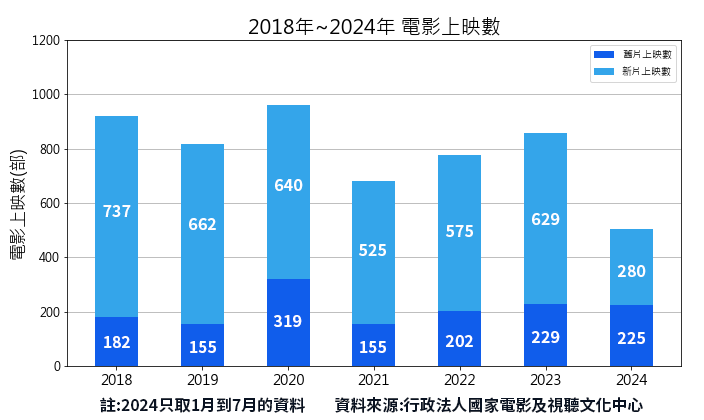 2018年~2024年 電影上映數
舊片上映數
新片上映數
電影上映數(部)
1200
1000
800
600
400
200
0
737 662 640 525 575 629 280
182 155 319 155 202 229 225
2018 2019 2020 2021 2022 2023 2024
註:2024只取1月到7月的資料 資料來源:行政法人國家電影及視聽文化中心